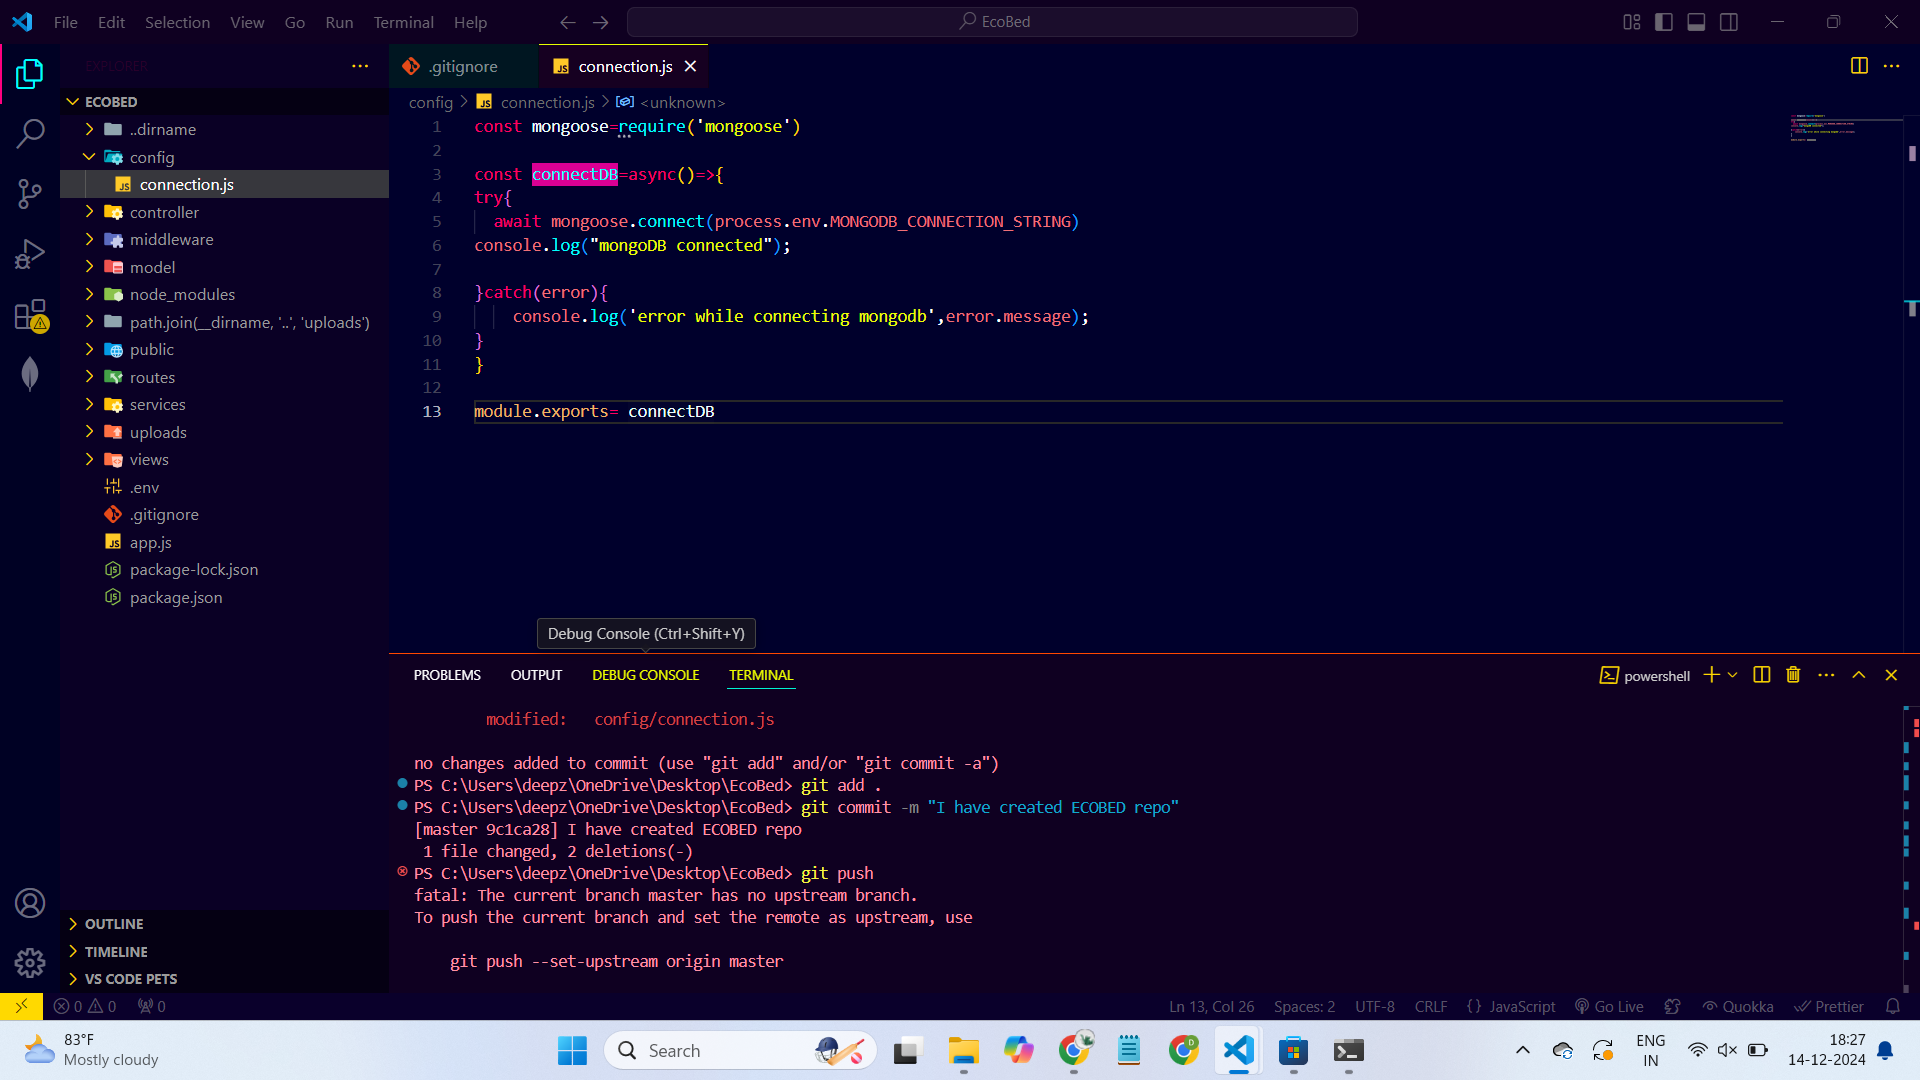 File Edit Selection View Go Run Terminal Help
EcoBed
EXPLORER
ECOBED
..dirname
config
connection.js
controller
middleware
model
node_modules
path.join(__dirname, '..', 'uploads')
public
routes
services
uploads
views
.env
.gitignore
app.js
package-lock.json
package.json
OUTLINE
TIMELINE
VS CODE PETS
.gitignore
connection.js
config > connection.js > <unknown>
1 const mongoose=require('mongoose')
2
3 const connectDB=async()=>{
4 try{
5 await mongoose.connect(process.env.MONGODB_CONNECTION_STRING)
6 console.log("mongoDB connected");
7
8 }catch(error){
9 console.log('error while connecting mongodb',error.message);
10 }
11 }
12
13 module.exports= connectDB
Debug Console (Ctrl+Shift+Y)
PROBLEMS OUTPUT DEBUG CONSOLE TERMINAL
powershell
modified: config/connection.js
no changes added to commit (use "git add" and/or "git commit -a")
PS C:\Users\deepz\OneDrive\Desktop\EcoBed> git add .
PS C:\Users\deepz\OneDrive\Desktop\EcoBed> git commit -m "I have created ECOBED repo"
[master 9c1ca28] I have created ECOBED repo
1 file changed, 2 deletions(-)
PS C:\Users\deepz\OneDrive\Desktop\EcoBed> git push
fatal: The current branch master has no upstream branch.
To push the current branch and set the remote as upstream, use
git push --set-upstream origin master
0 0 0
Ln 13, Col 26 Spaces: 2 UTF-8 CRLF {} JavaScript Go Live Quokka Prettier
83°F
Mostly cloudy
Search
ENG
IN
18:27
14-12-2024